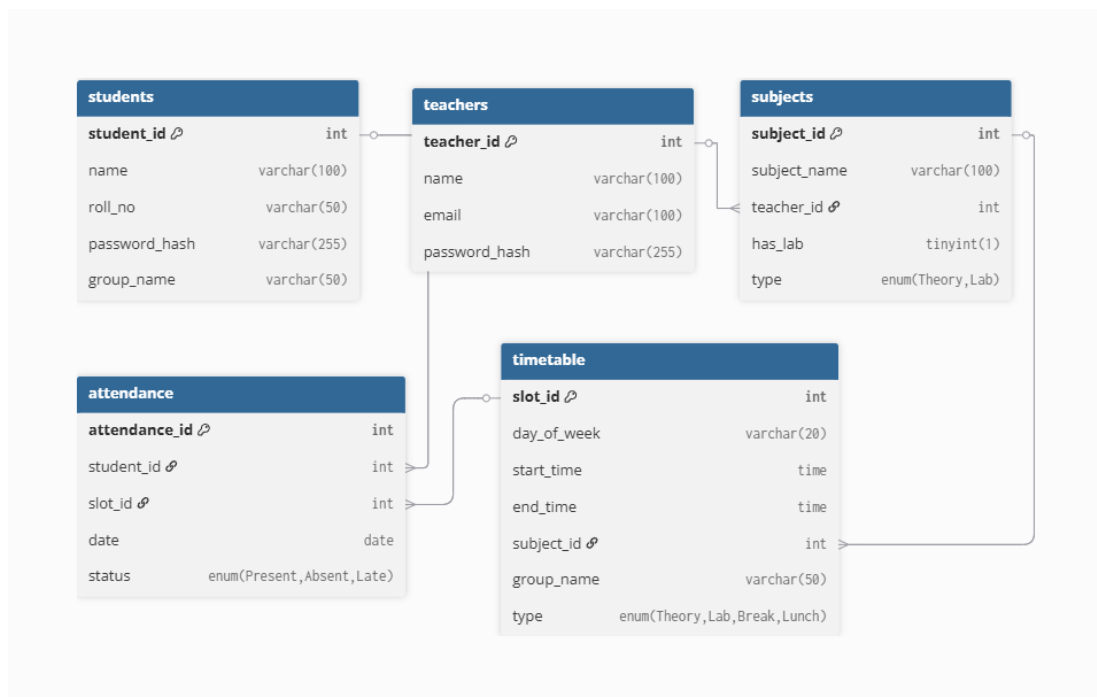 students
student_id int
name varchar(100)
roll_no varchar(50)
password_hash varchar(255)
group_name varchar(50)
teachers
teacher_id int
name varchar(100)
email varchar(100)
password_hash varchar(255)
subjects
subject_id int
subject_name varchar(100)
teacher_id int
has_lab tinyint(1)
type enum(Theory,Lab)
attendance
attendance_id int
student_id int
slot_id int
date date
status enum(Present,Absent,Late)
timetable
slot_id int
day_of_week varchar(20)
start_time time
end_time time
subject_id int
group_name varchar(50)
type enum(Theory,Lab,Break,Lunch)